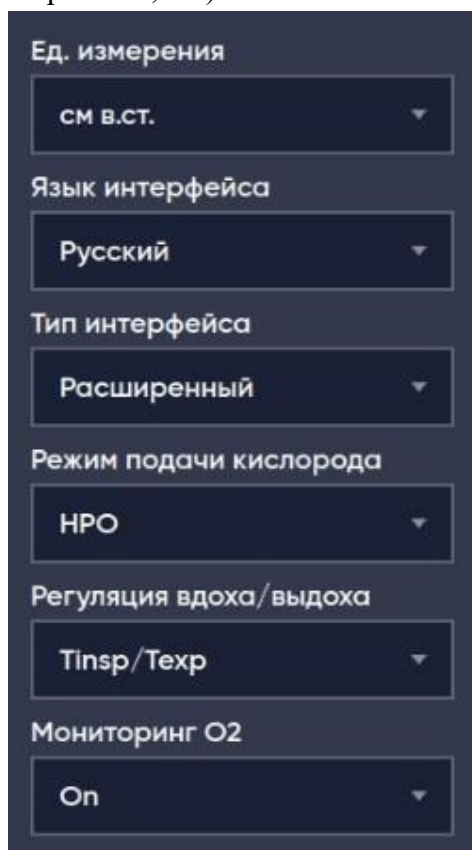 Ед. измерения
см в.ст.
Язык интерфейса
Русский
Тип интерфейса
Расширенный
Режим подачи кислорода
HPO
Регуляция вдоха/выдоха
Tinsp/Texp
Мониторинг O2
On